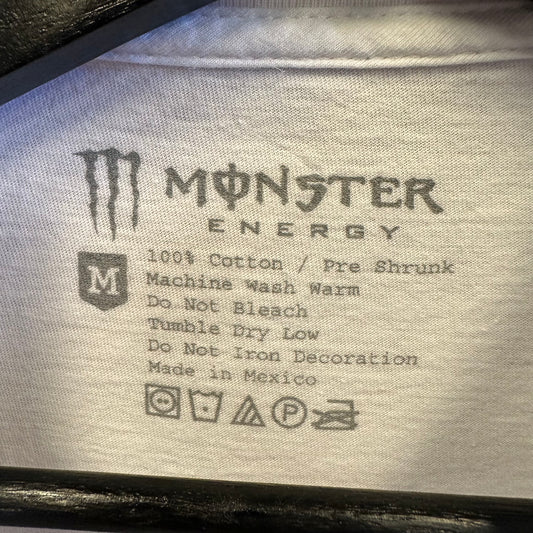 MONSTER
ENERGY
M
100% Cotton / Pre Shrunk
Machine Wash Warm
Do Not Bleach
Tumble Dry Low
Do Not Iron Decoration
Made in Mexico
P